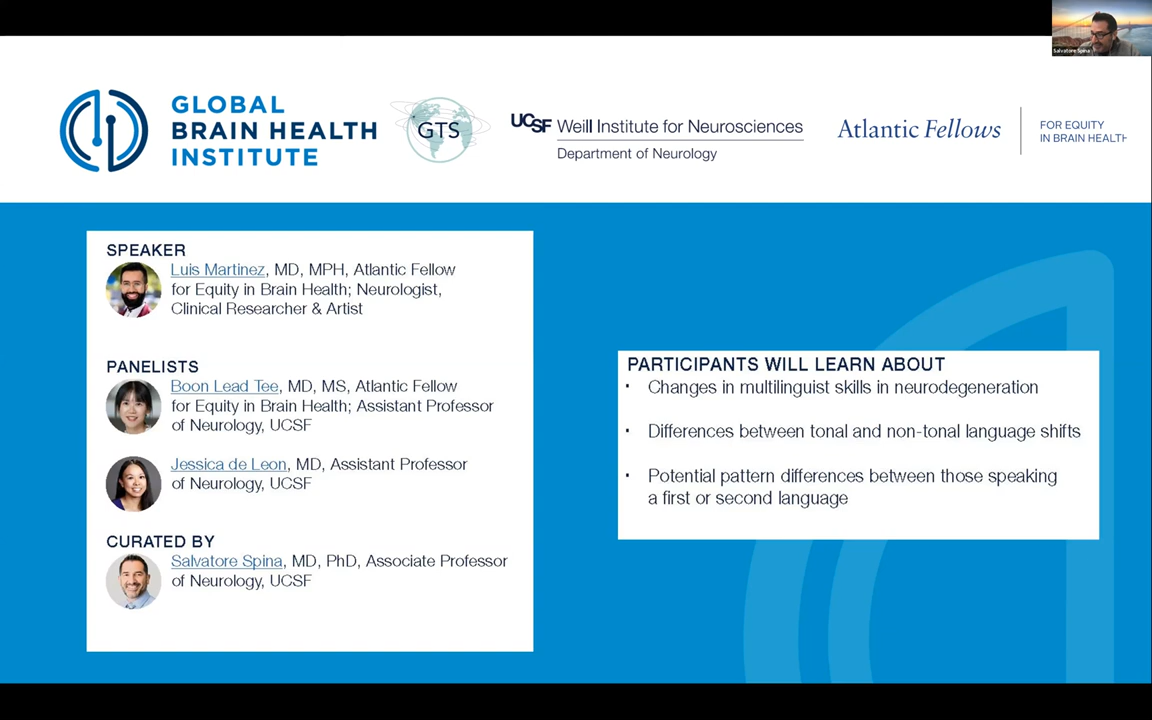 Salvatore Spina
GLOBAL
BRAIN HEALTH
INSTITUTE
GTS
UCSF Weill Institute for Neurosciences
Department of Neurology
Atlantic Fellows
FOR EQUITY
IN BRAIN HEALTH
SPEAKER
Luis Martinez, MD, MPH, Atlantic Fellow
for Equity in Brain Health; Neurologist,
Clinical Researcher & Artist
PANELISTS
Boon Lead Tee, MD, MS, Atlantic Fellow
for Equity in Brain Health; Assistant Professor
of Neurology, UCSF
Jessica de Leon, MD, Assistant Professor
of Neurology, UCSF
CURATED BY
Salvatore Spina, MD, PhD, Associate Professor
of Neurology, UCSF
PARTICIPANTS WILL LEARN ABOUT
· Changes in multilinguist skills in neurodegeneration
· Differences between tonal and non-tonal language shifts
· Potential pattern differences between those speaking
a first or second language